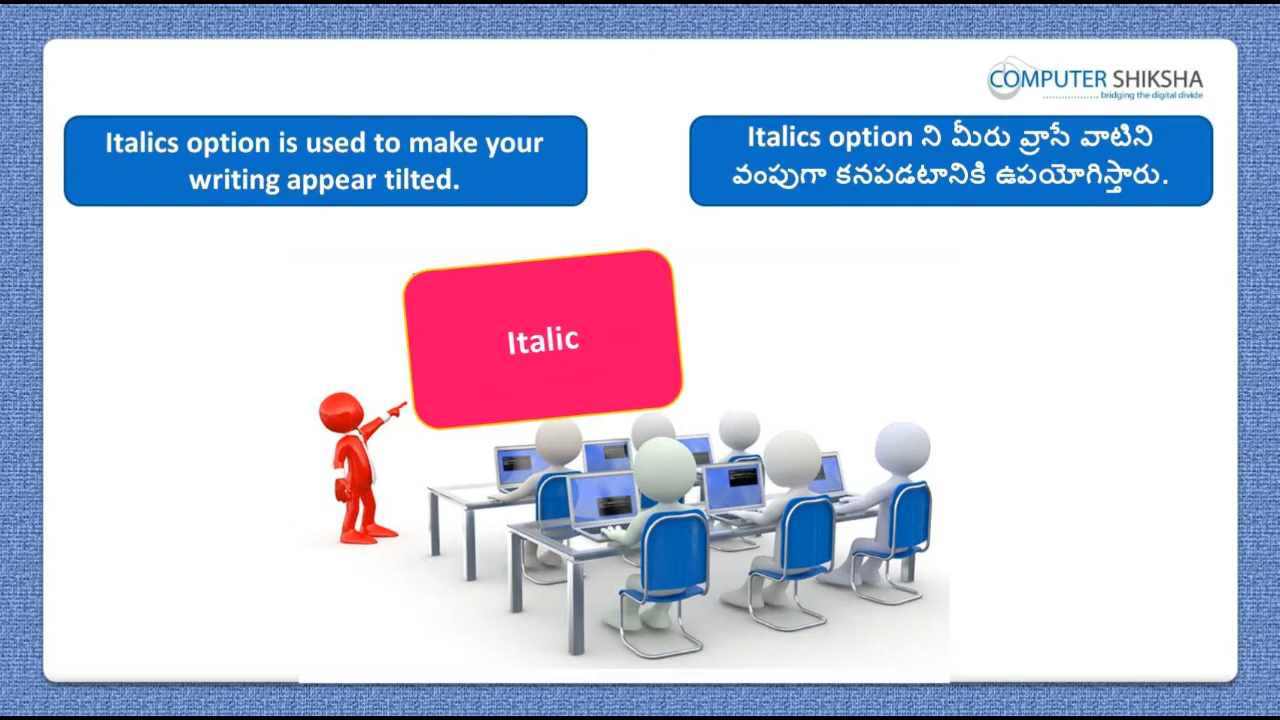 COMPUTER SHIKSHA
bridging the digital divide
Italics option is used to make your
writing appear tilted.
Italics option ని మీరు వ్రాసే వాటిని
వంపుగా కనపడటానికి ఉపయోగిస్తారు.
Italic